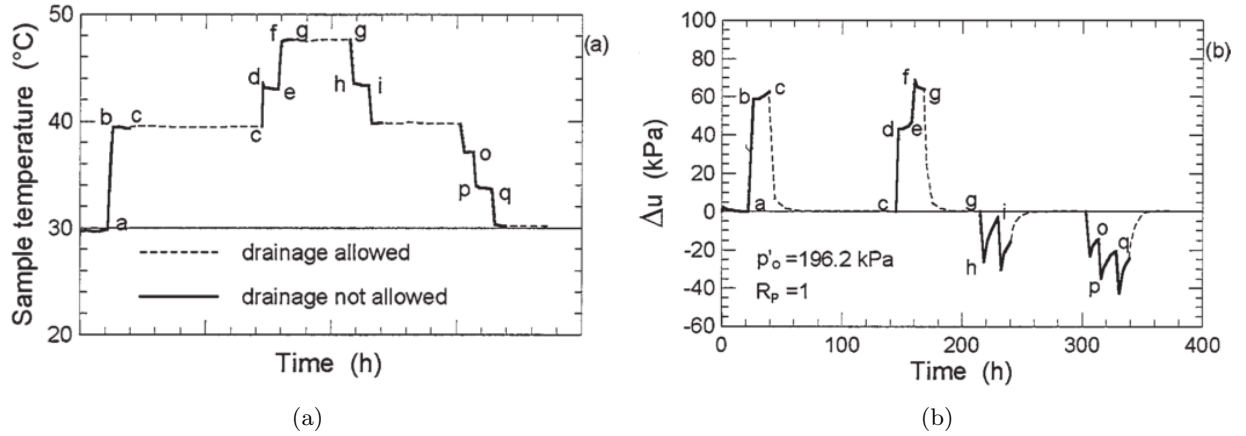 50
40
30
20
Sample temperature (°C)
Time (h)
(a)
a
b
c
c
d
e
f
g
g
h
i
o
p
q
drainage allowed
drainage not allowed
100
80
60
40
20
0
-20
-40
-60
Δu (kPa)
0
100
200
300
400
Time (h)
(b)
a
b
c
c
d
e
f
g
g
h
i
o
p
q
p'o =196.2 kPa
Rp =1
(a)
(b)